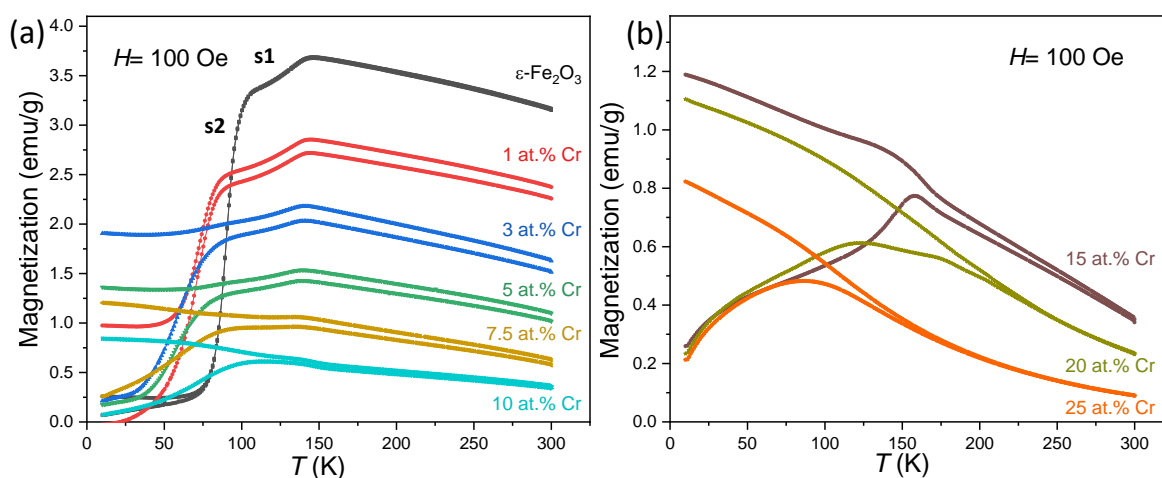 (a)
H= 100 Oe
s1
s2
ε-Fe₂O₃
1 at.% Cr
3 at.% Cr
5 at.% Cr
7.5 at.% Cr
10 at.% Cr
Magnetization (emu/g)
4.0
3.5
3.0
2.5
2.0
1.5
1.0
0.5
0.0
0 50 100 150 200 250 300
T (K)
(b)
H= 100 Oe
15 at.% Cr
20 at.% Cr
25 at.% Cr
Magnetization (emu/g)
1.2
1.0
0.8
0.6
0.4
0.2
0.0
0 50 100 150 200 250 300
T (K)